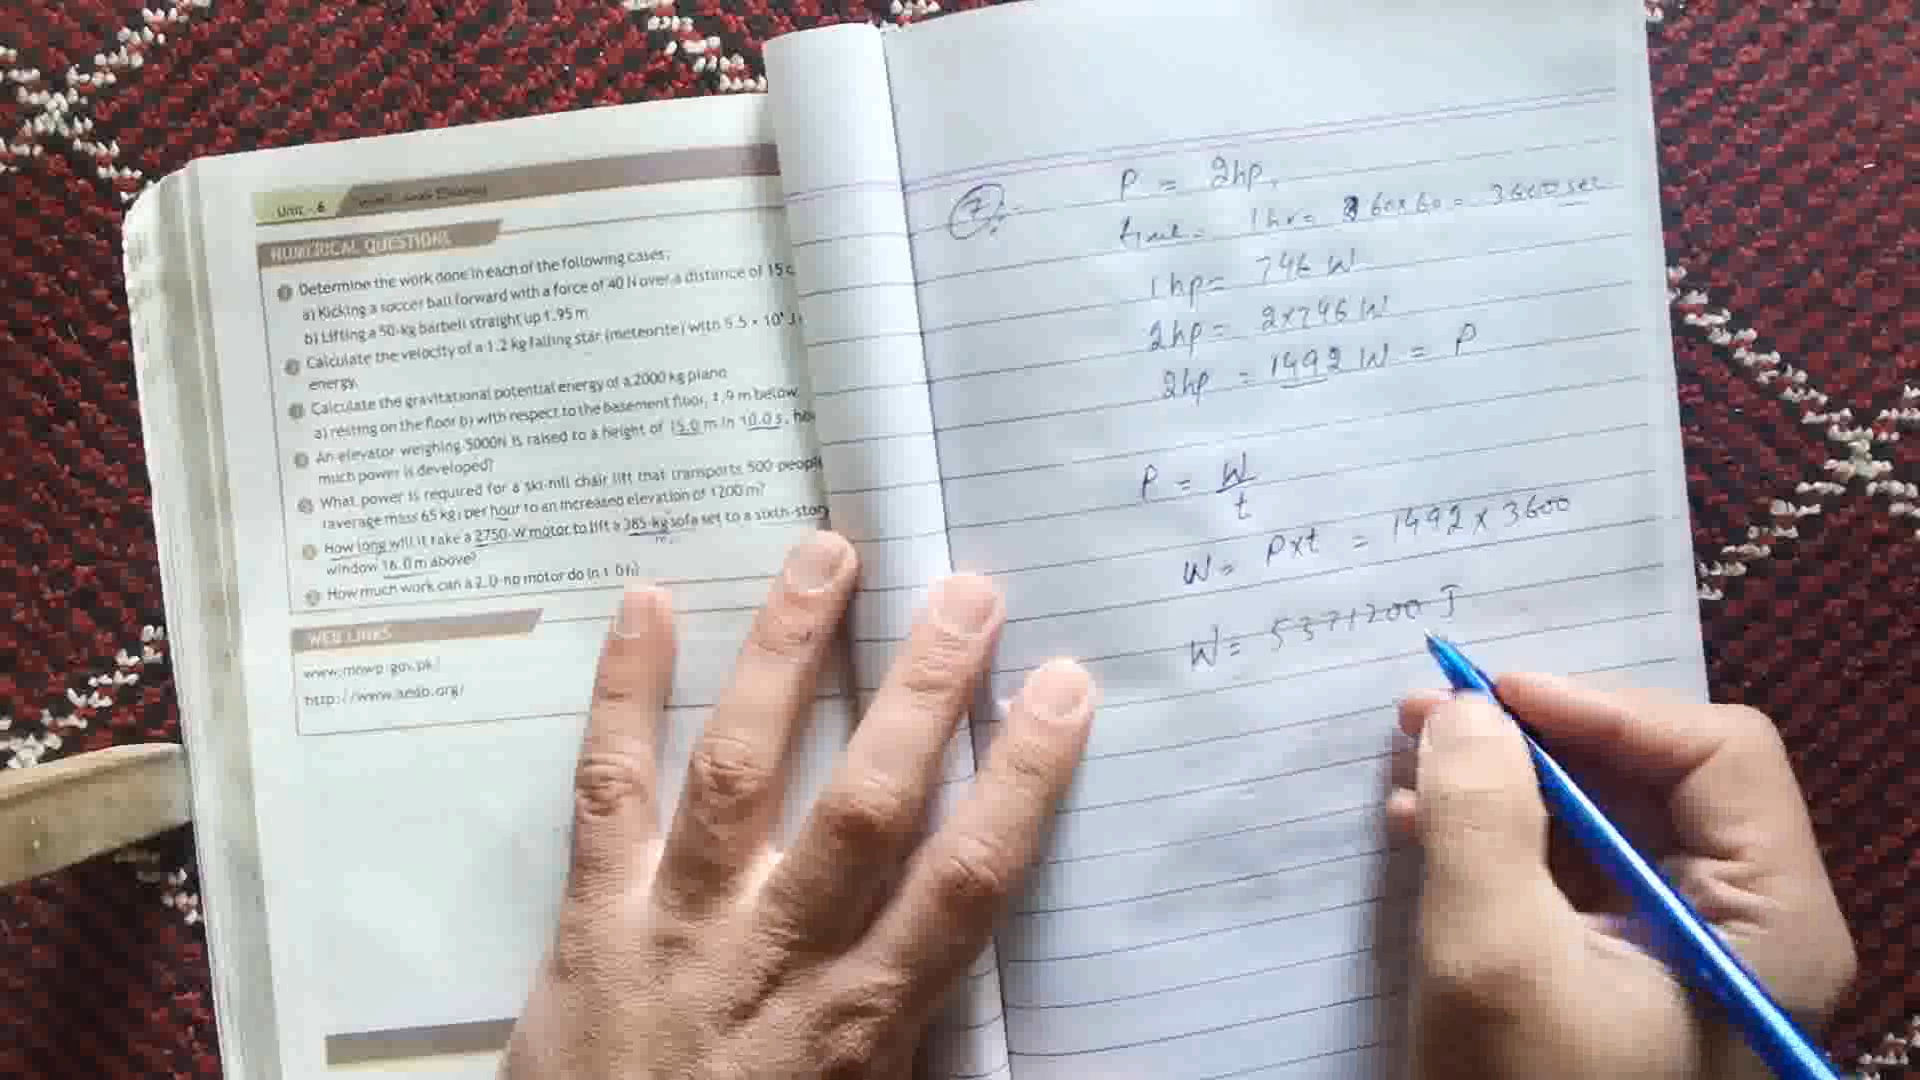 Unit - 6
NUMERICAL QUESTIONS
Determine the work done in each of the following cases:
a) Kicking a soccer ball forward with a force of 40 N over a distance of 15 c
b) Lifting a 50-kg barbell straight up 1.95 m
Calculate the velocity of a 1.2 kg falling star (meteorite) with
energy.
Calculate the gravitational potential energy of a 2000 kg piano
a) resting on the floor b) with respect to the basement floor, 1.9 m below
An elevator weighing 5000N is raised to a height of 15.0 m in 10.0 s, ho
much power is developed?
What power is required for a ski-hill chair lift that transports 500 people
(average mass 65 kg) per hour to an increased elevation of 1200 m?
How long will it take a 2750-W motor to lift a 385-kg sofa set to a sixth-story
m.
window 16.0 m above?
How much work can a 2.0-hp motor do in 1.0 h?
WEB LINKS
www.mowp.gov.pk/
http://www.aedb.org/
7
P = 2hp.
time = 1hr = 60x60 = 3600 sec
1hp = 746 W
2hp = 2x746 W
2hp = 1492 W = P
P = W
t
W = Pxt = 1492 x 3600
W = 5371200 J